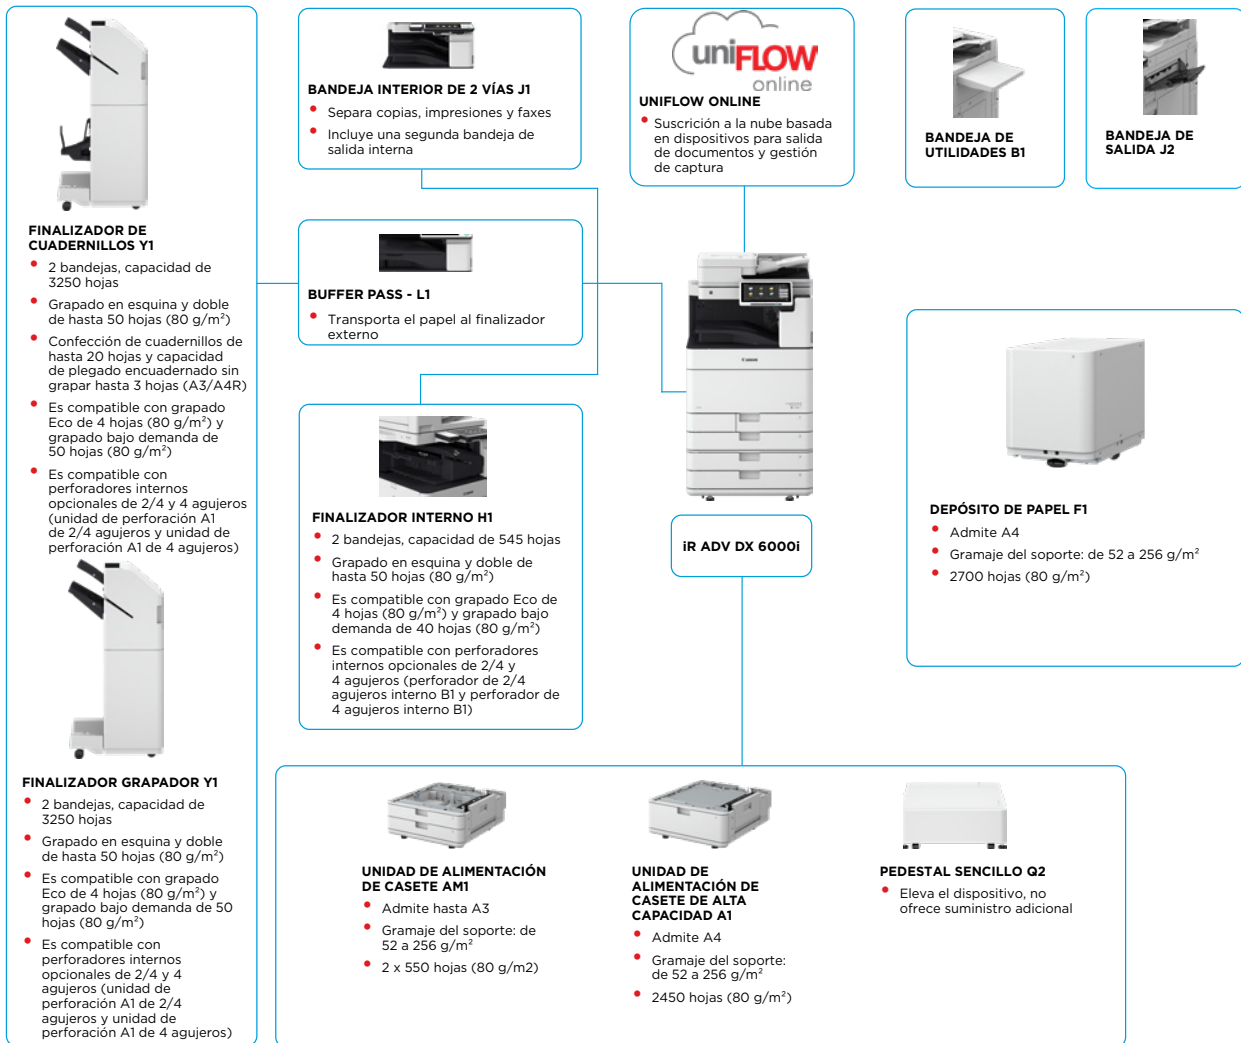 FINALIZADOR DE
CUADERNILLOS Y1
• 2 bandejas, capacidad de
3250 hojas
• Grapado en esquina y doble
de hasta 50 hojas (80 g/m²)
• Confección de cuadernillos de
hasta 20 hojas y capacidad
de plegado encuadernado sin
grapar hasta 3 hojas (A3/A4R)
• Es compatible con grapado
Eco de 4 hojas (80 g/m²) y
grapado bajo demanda de
50 hojas (80 g/m²)
• Es compatible con
perforadores internos
opcionales de 2/4 y 4 agujeros
(unidad de perforación A1
de 2/4 agujeros y unidad de
perforación A1 de 4 agujeros)
FINALIZADOR GRAPADOR Y1
• 2 bandejas, capacidad de
3250 hojas
• Grapado en esquina y doble
de hasta 50 hojas (80 g/m²)
• Es compatible con grapado
Eco de 4 hojas (80 g/m²) y
grapado bajo demanda de 50
hojas (80 g/m²)
• Es compatible con
perforadores internos
opcionales de 2/4 y 4
agujeros (unidad de
perforación A1 de 2/4
agujeros y unidad de
perforación A1 de 4 agujeros)
BANDEJA INTERIOR DE 2 VÍAS J1
• Separa copias, impresiones y faxes
• Incluye una segunda bandeja de
salida interna
BUFFER PASS - L1
• Transporta el papel al finalizador
externo
FINALIZADOR INTERNO H1
• 2 bandejas, capacidad de 545 hojas
• Grapado en esquina y doble de
hasta 50 hojas (80 g/m²)
• Es compatible con grapado Eco de
4 hojas (80 g/m²) y grapado bajo
demanda de 40 hojas (80 g/m²)
• Es compatible con perforadores
internos opcionales de 2/4 y
4 agujeros (perforador de 2/4
agujeros interno B1 y perforador de
4 agujeros interno B1)
uniFLOW
online
UNIFLOW ONLINE
• Suscrición a la nube basada
en dispositivos para salida
de documentos y gestión
de captura
Canon
iR ADV DX 6000i
BANDEJA DE
UTILIDADES B1
BANDEJA DE
SALIDA J2
DEPÓSITO DE PAPEL F1
• Admite A4
• Gramaje del soporte: de 52 a 256 g/m²
• 2700 hojas (80 g/m²)
UNIDAD DE ALIMENTACIÓN
DE CASETE AM1
• Admite hasta A3
• Gramaje del soporte: de
52 a 256 g/m²
• 2 x 550 hojas (80 g/m2)
UNIDAD DE
ALIMENTACIÓN DE
CASETE DE ALTA
CAPACIDAD A1
• Admite A4
• Gramaje del soporte:
de 52 a 256 g/m²
• 2450 hojas (80 g/m²)
PEDESTAL SENCILLO Q2
• Eleva el dispositivo, no
ofrece suministro adicional